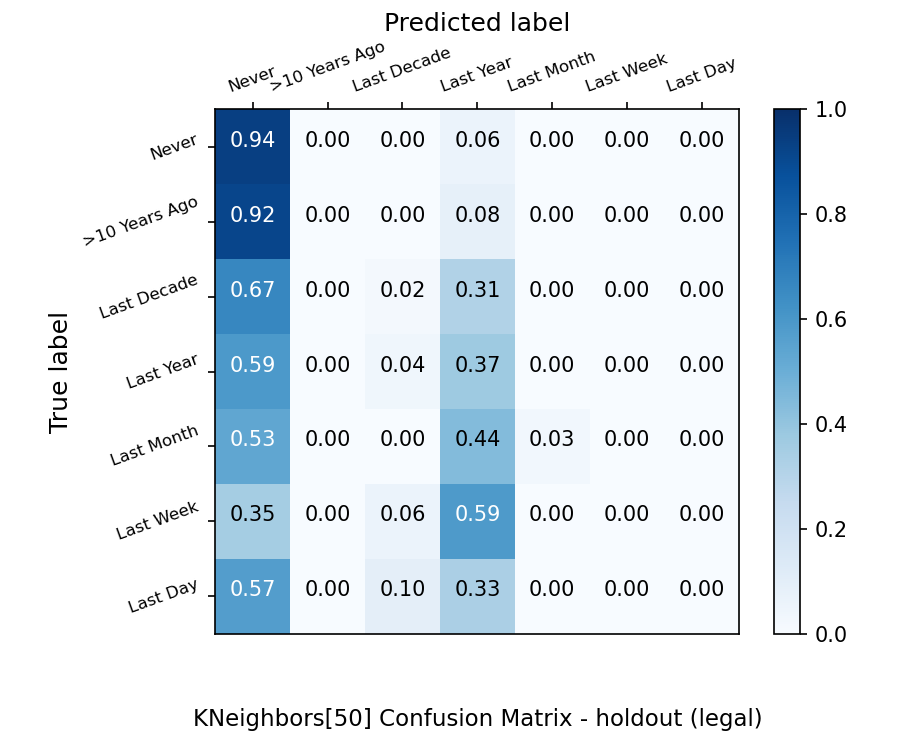 Predicted label
Never >10 Years Ago Last Decade Last Year Last Month Last Week Last Day
True label
Never 0.94 0.00 0.00 0.06 0.00 0.00 0.00
>10 Years Ago 0.92 0.00 0.00 0.08 0.00 0.00 0.00
Last Decade 0.67 0.00 0.02 0.31 0.00 0.00 0.00
Last Year 0.59 0.00 0.04 0.37 0.00 0.00 0.00
Last Month 0.53 0.00 0.00 0.44 0.03 0.00 0.00
Last Week 0.35 0.00 0.06 0.59 0.00 0.00 0.00
Last Day 0.57 0.00 0.10 0.33 0.00 0.00 0.00
1.0
0.8
0.6
0.4
0.2
0.0
KNeighbors[50] Confusion Matrix - holdout (legal)